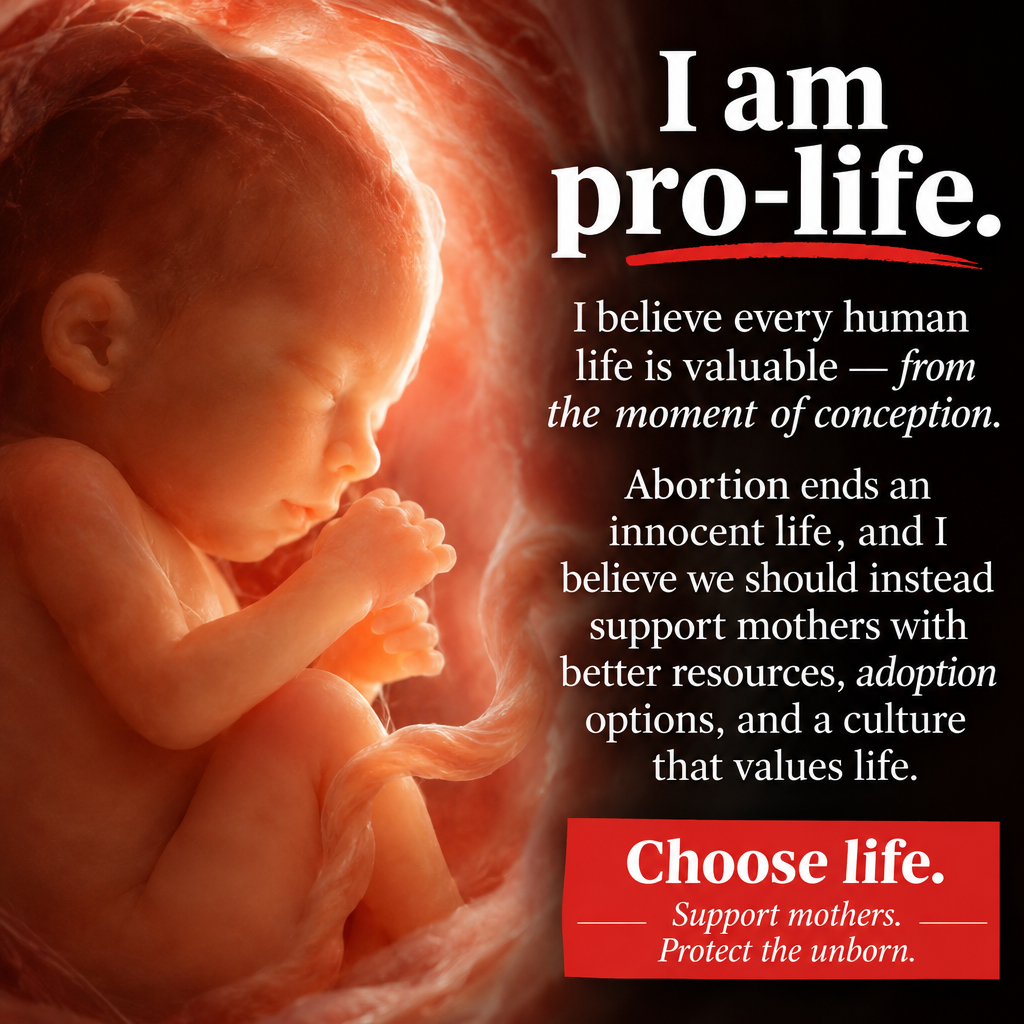 I am
pro-life.
I believe every human
life is valuable — from
the moment of conception.
Abortion ends an
innocent life, and I
believe we should instead
support mothers with
better resources, adoption
options, and a culture
that values life.
Choose life.
Support mothers.
Protect the unborn.